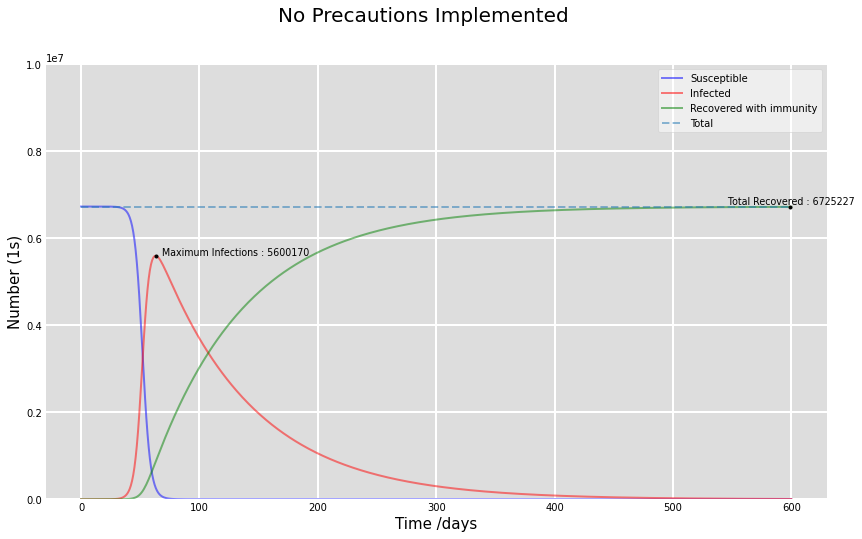 No Precautions Implemented
1e7
1.0
0.8
0.6
0.4
0.2
0.0
Number (1s)
Susceptible
Infected
Recovered with immunity
Total
Total Recovered : 6725227
Maximum Infections : 5600170
0 100 200 300 400 500 600
Time /days